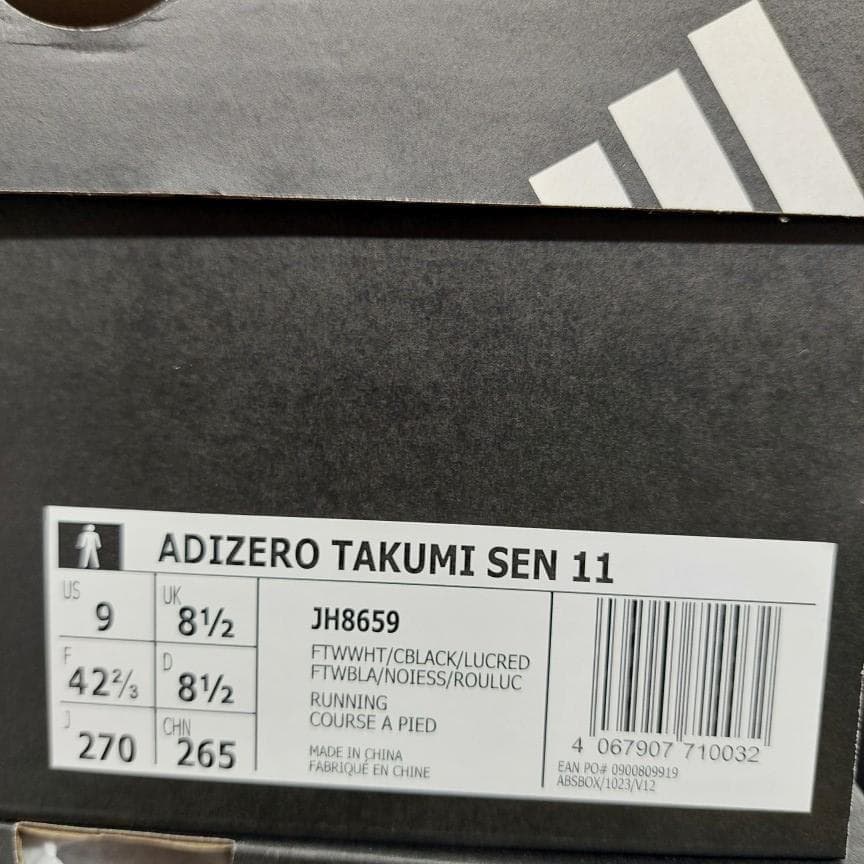 ADIZERO TAKUMI SEN 11
US 9
UK 8½
F 42⅔
D 8½
J 270
CHN 265
JH8659
FTWWHT/CBLACK/LUCRED
FTWBLA/NOIESS/ROULUC
RUNNING
COURSE A PIED
MADE IN CHINA
FABRIQUÉ EN CHINE
4 067907 710032
EAN PO# 0900809919
ABSBOX/1023/V12